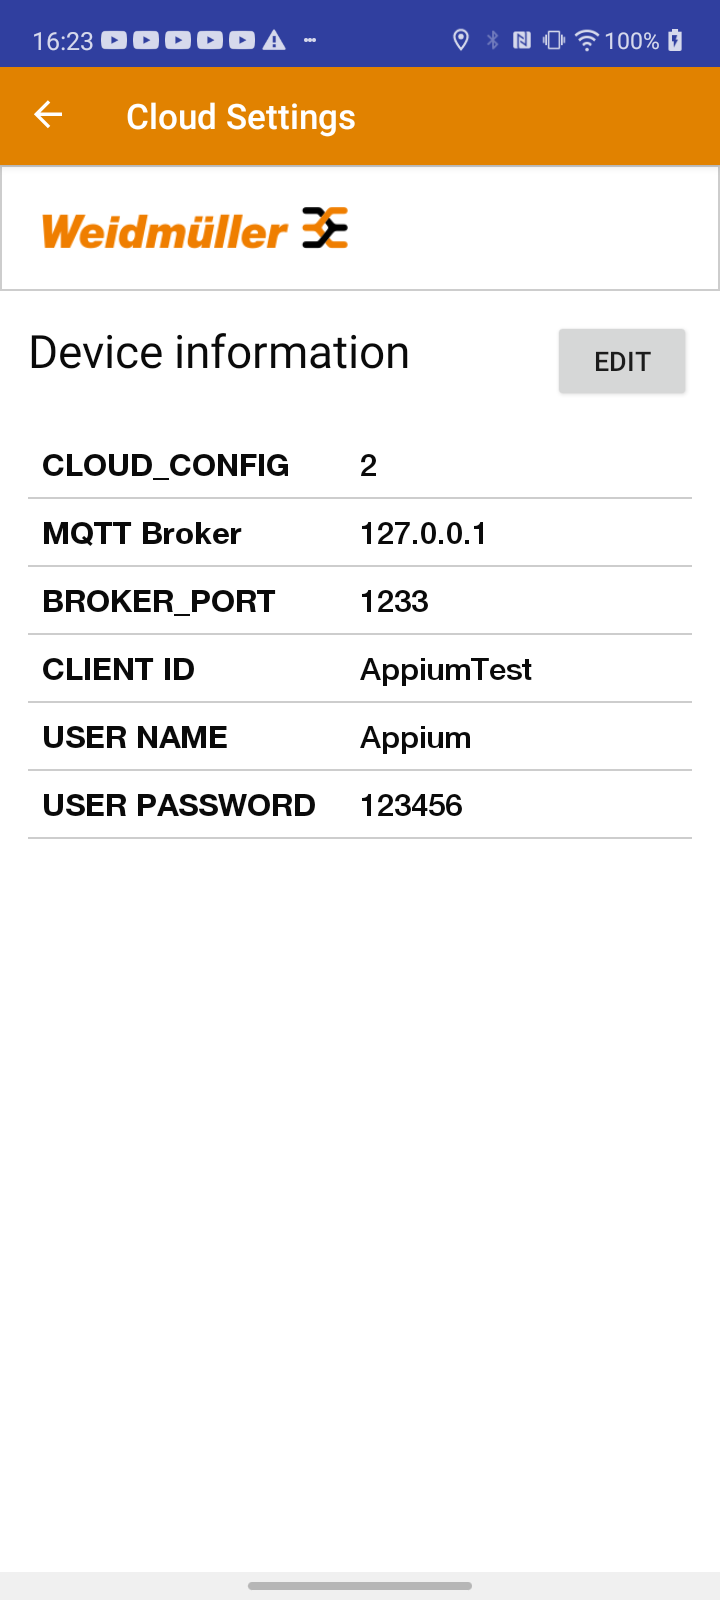 16:23 100%
Cloud Settings
Weidmüller
Device information EDIT
CLOUD_CONFIG 2
MQTT Broker 127.0.0.1
BROKER_PORT 1233
CLIENT ID AppiumTest
USER NAME Appium
USER PASSWORD 123456